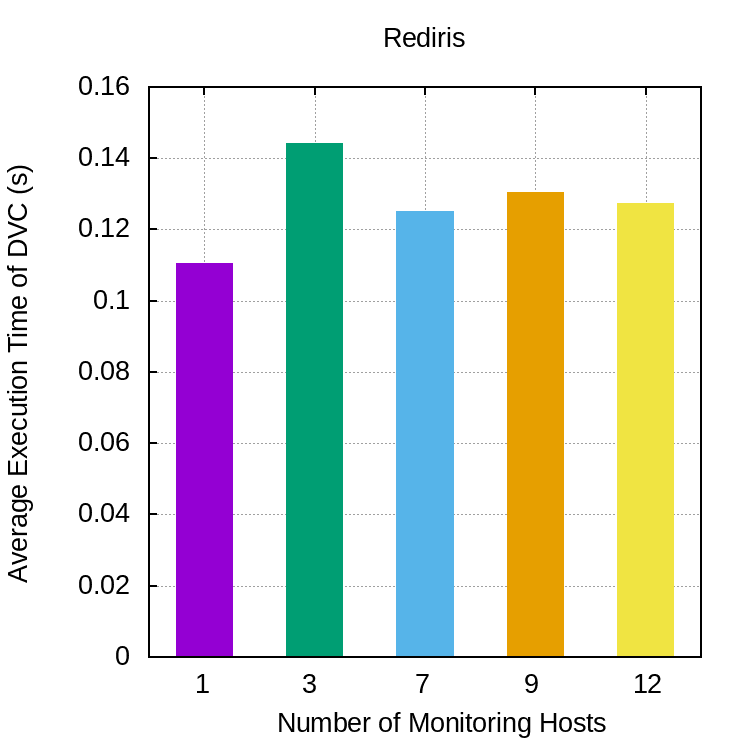 Rediris
0.16
0.14
0.12
0.1
0.08
0.06
0.04
0.02
0
Average Execution Time of DVC (s)
1 3 7 9 12
Number of Monitoring Hosts